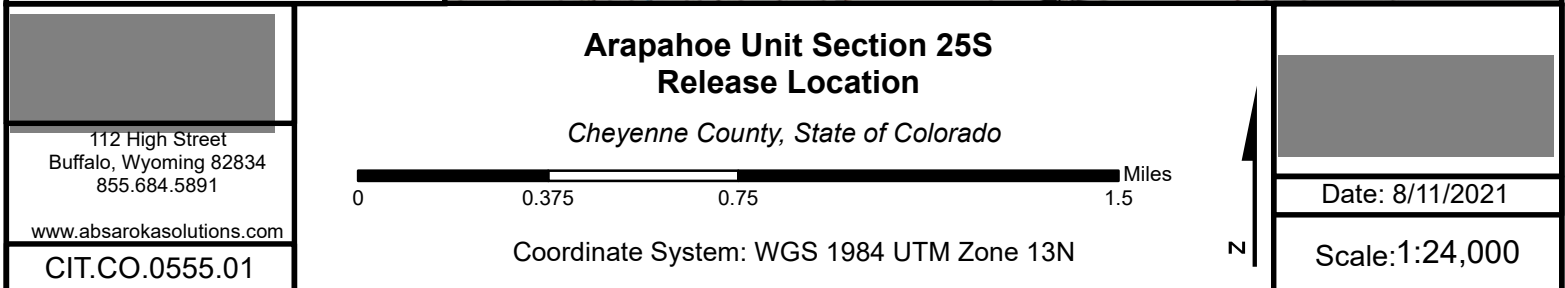 112 High Street
Buffalo, Wyoming 82834
855.684.5891
www.absarokasolutions.com
CIT.CO.0555.01
Arapahoe Unit Section 25S
Release Location
Cheyenne County, State of Colorado
Miles
0 0.375 0.75 1.5
Coordinate System: WGS 1984 UTM Zone 13N
N
Date: 8/11/2021
Scale:1:24,000